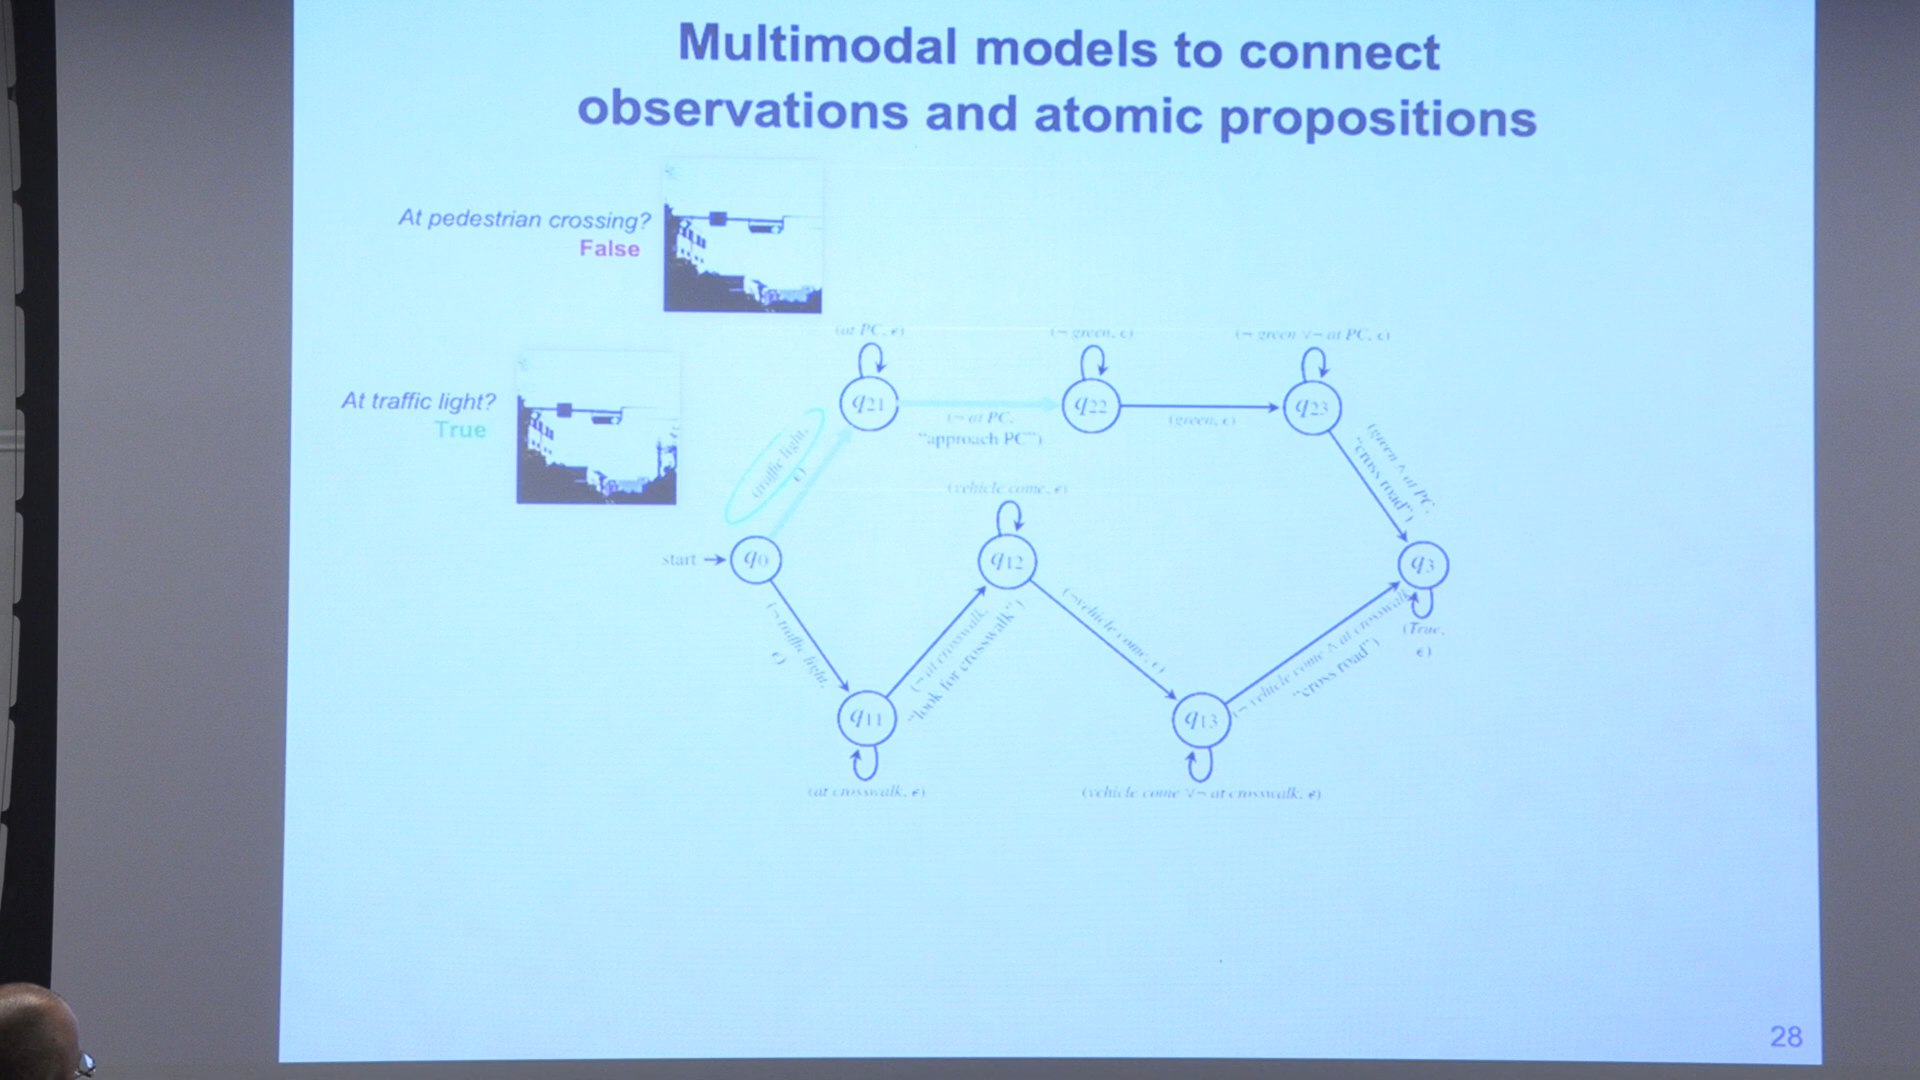 Multimodal models to connect
observations and atomic propositions
At pedestrian crossing?
False
At traffic light?
True
(at PC, ϵ)
(¬ green, ϵ)
(¬ green ∨¬ at PC, ϵ)
q21
q22
q23
(¬ at PC,
“approach PC”)
(green, ϵ)
(traffic light,
ϵ)
(green ∧ at PC,
“cross road”)
(vehicle come, ϵ)
start
q0
q12
q3
(¬ traffic light,
ϵ)
(¬ at crosswalk,
“look for crosswalk”)
(¬vehicle come, ϵ)
(¬ vehicle come ∧ at crosswalk,
“cross road”)
(True,
ϵ)
q11
q13
(at crosswalk, ϵ)
(vehicle come ∨¬ at crosswalk, ϵ)
28